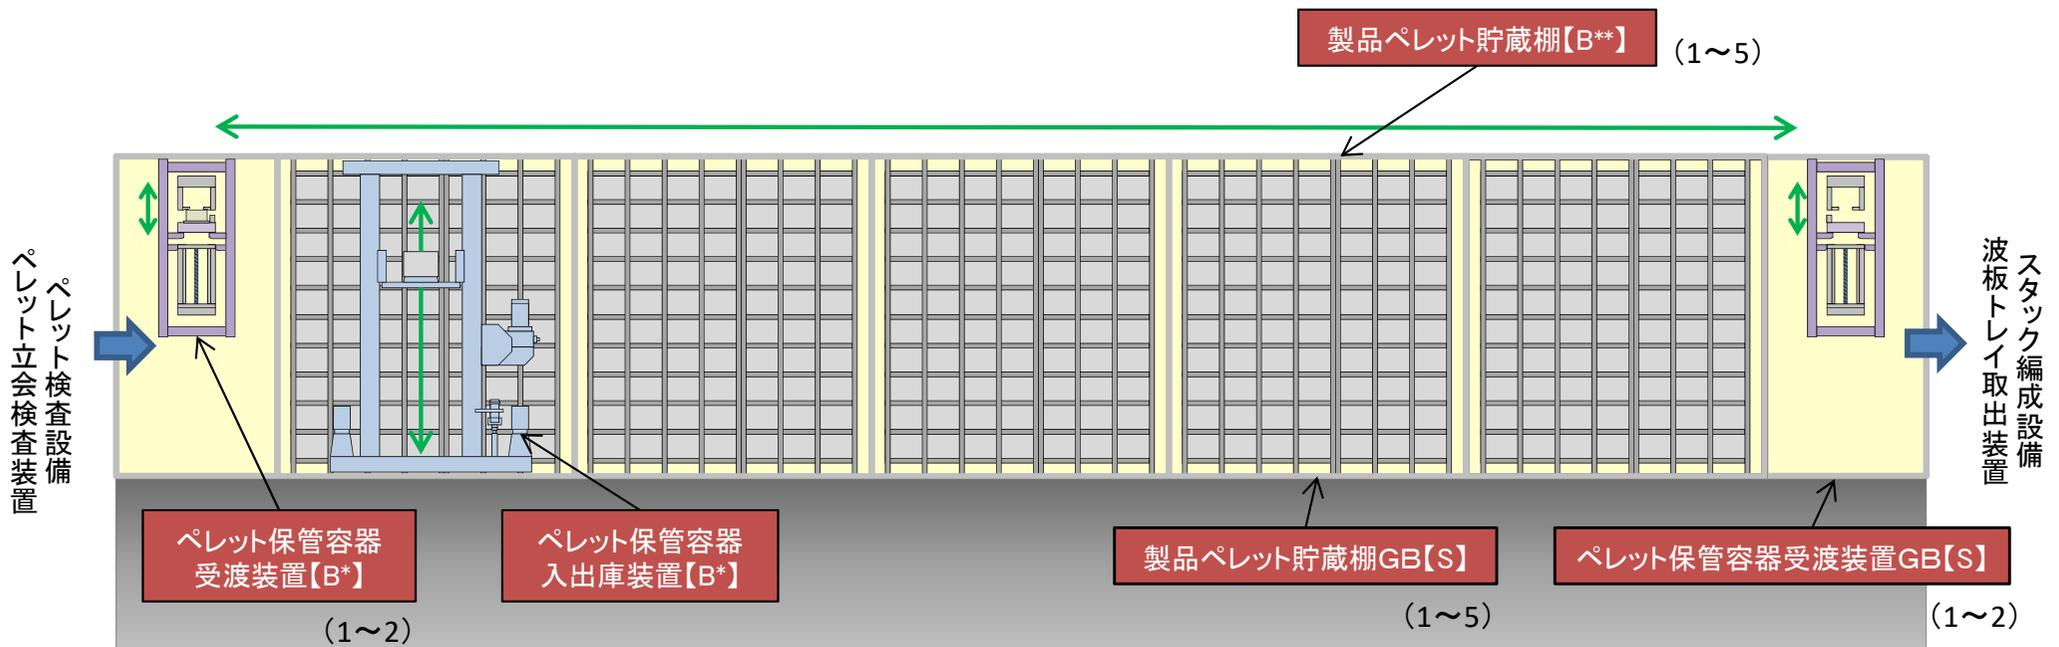 製品ペレット貯蔵棚【B**】
（1～5）
ペレット検査設備
ペレット立会検査装置
スタック編成設備
波板トレイ取出装置
ペレット保管容器
受渡装置【B*】
（1～2）
ペレット保管容器
入出庫装置【B*】
製品ペレット貯蔵棚GB【S】
（1～5）
ペレット保管容器受渡装置GB【S】
（1～2）